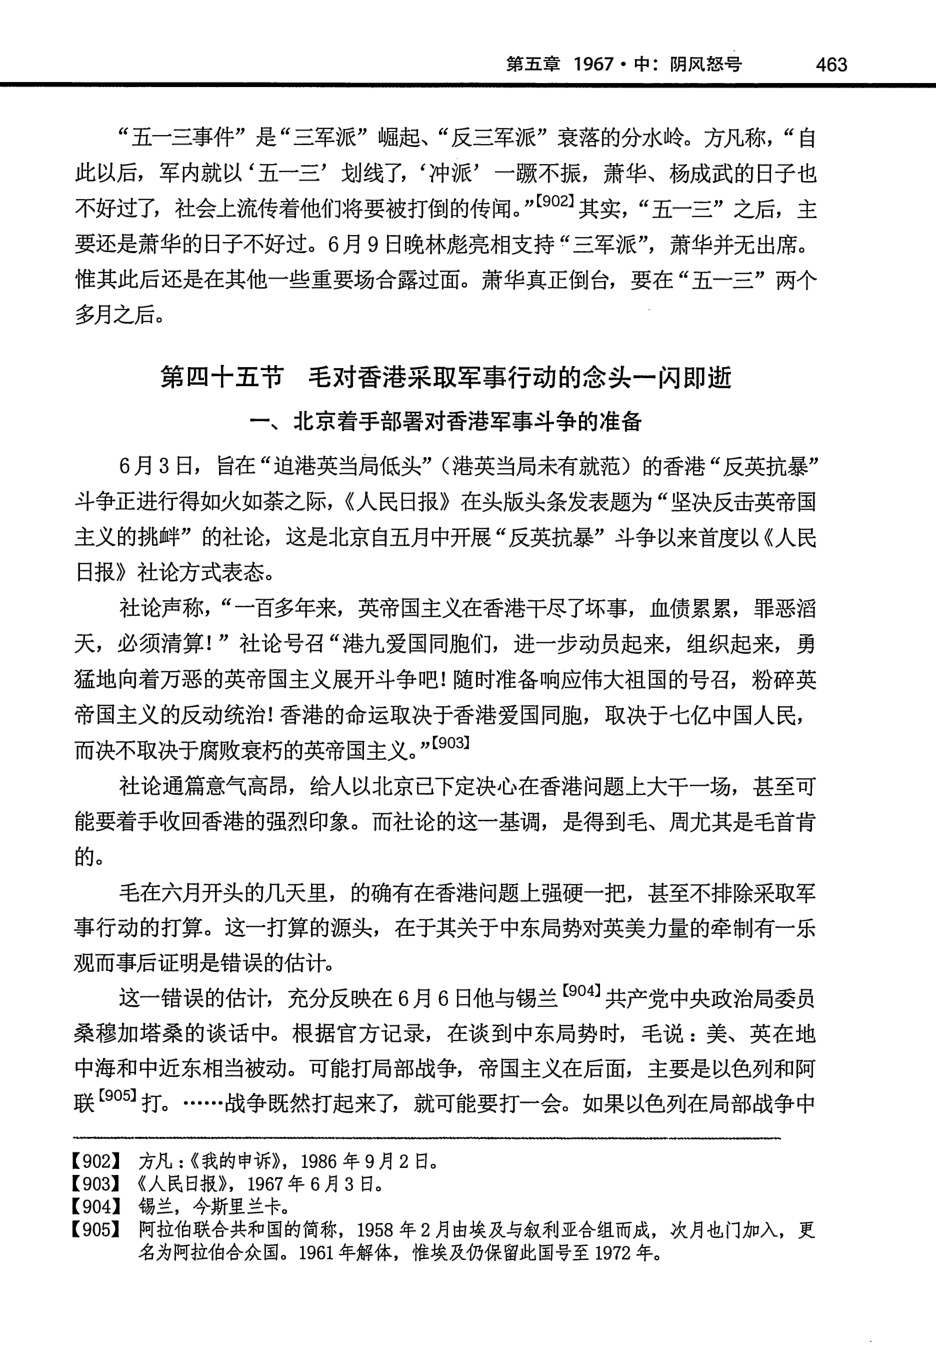 第五章 1967·中：阴风怒号 463
“五一三事件”是“三军派”崛起、“反三军派”衰落的分水岭。方凡称，“自
此以后，军内就以‘五一三’划线了，‘冲派’一蹶不振，萧华、杨成武的日子也
不好过了，社会上流传着他们将要被打倒的传闻。”【902】其实，“五一三”之后，主
要还是萧华的日子不好过。6月9日晚林彪亮相支持“三军派”，萧华并无出席。
惟其此后还是在其他一些重要场合露过面。萧华真正倒台，要在“五一三”两个
多月之后。
第四十五节 毛对香港采取军事行动的念头一闪即逝
一、北京着手部署对香港军事斗争的准备
6月3日，旨在“迫港英当局低头”（港英当局未有就范）的香港“反英抗暴”
斗争正进行得如火如荼之际，《人民日报》在头版头条发表题为“坚决反击英帝国
主义的挑衅”的社论，这是北京自五月中开展“反英抗暴”斗争以来首度以《人民
日报》社论方式表态。
社论声称，“一百多年来，英帝国主义在香港干尽了坏事，血债累累，罪恶滔
天，必须清算！”社论号召“港九爱国同胞们，进一步动员起来，组织起来，勇
猛地向着万恶的英帝国主义展开斗争吧！随时准备响应伟大祖国的号召，粉碎英
帝国主义的反动统治！香港的命运取决于香港爱国同胞，取决于七亿中国人民，
而决不取决于腐败衰朽的英帝国主义。”【903】
社论通篇意气高昂，给人以北京已下定决心在香港问题上大干一场，甚至可
能要着手收回香港的强烈印象。而社论的这一基调，是得到毛、周尤其是毛首肯
的。
毛在六月开头的几天里，的确有在香港问题上强硬一把，甚至不排除采取军
事行动的打算。这一打算的源头，在于其关于中东局势对英美力量的牵制有一乐
观而事后证明是错误的估计。
这一错误的估计，充分反映在6月6日他与锡兰【904】共产党中央政治局委员
桑穆加塔桑的谈话中。根据官方记录，在谈到中东局势时，毛说：美、英在地
中海和中近东相当被动。可能打局部战争，帝国主义在后面，主要是以色列和阿
联【905】打。……战争既然打起来了，就可能要打一会。如果以色列在局部战争中
【902】 方凡：《我的申诉》，1986年9月2日。
【903】 《人民日报》，1967年6月3日。
【904】 锡兰，今斯里兰卡。
【905】 阿拉伯联合共和国的简称，1958年2月由埃及与叙利亚合组而成，次月也门加入，更
名为阿拉伯合众国。1961年解体，惟埃及仍保留此国号至1972年。